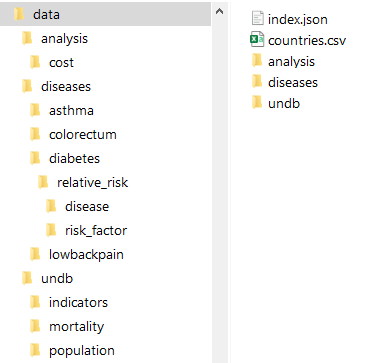 data
analysis
cost
diseases
asthma
colorectum
diabetes
relative_risk
disease
risk_factor
lowbackpain
undb
indicators
mortality
population
index.json
countries.csv
analysis
diseases
undb